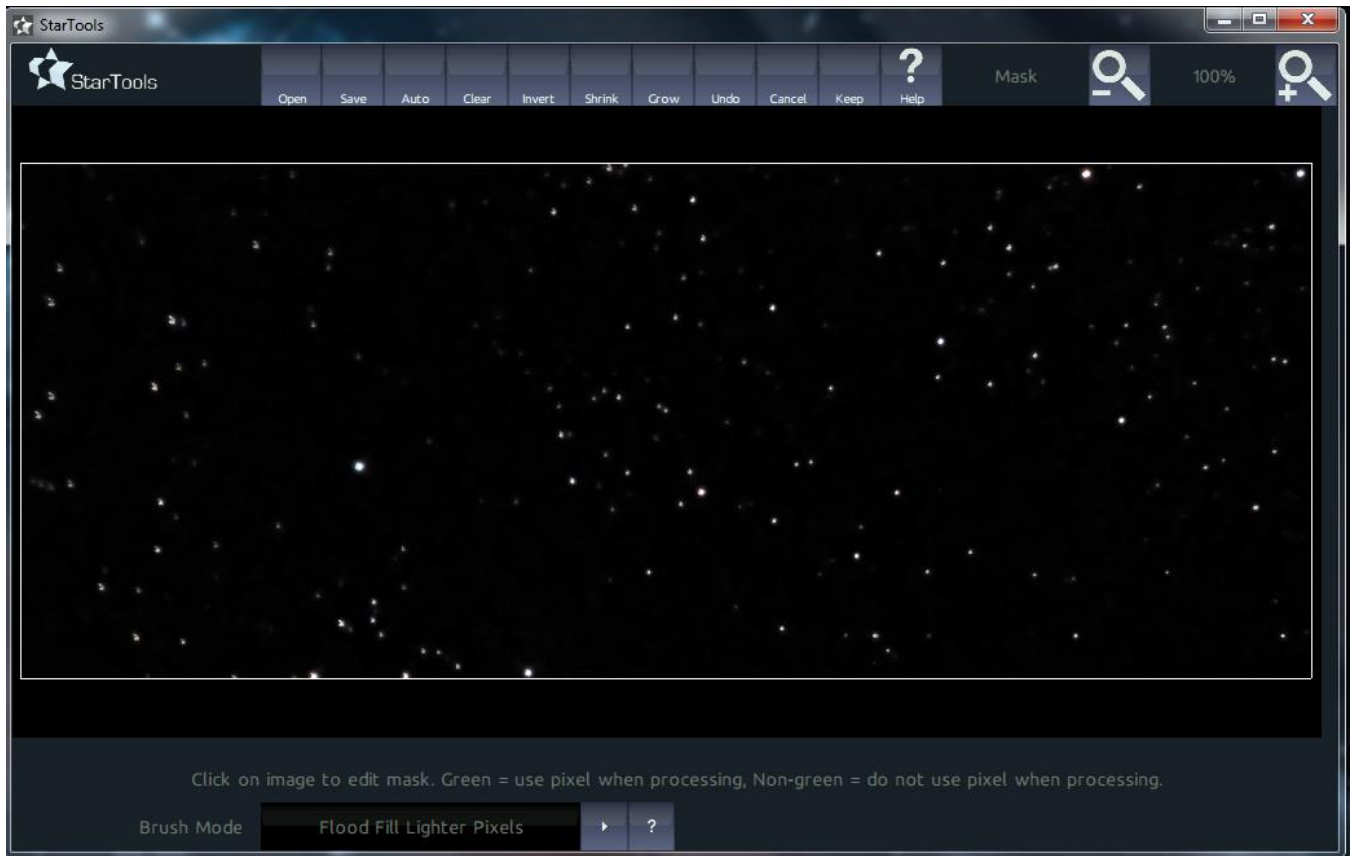 StarTools
StarTools
Open Save Auto Clear Invert Shrink Grow Undo Cancel Keep ? Help Mask 100%
Click on image to edit mask. Green = use pixel when processing, Non-green = do not use pixel when processing.
Brush Mode Flood Fill Lighter Pixels ?